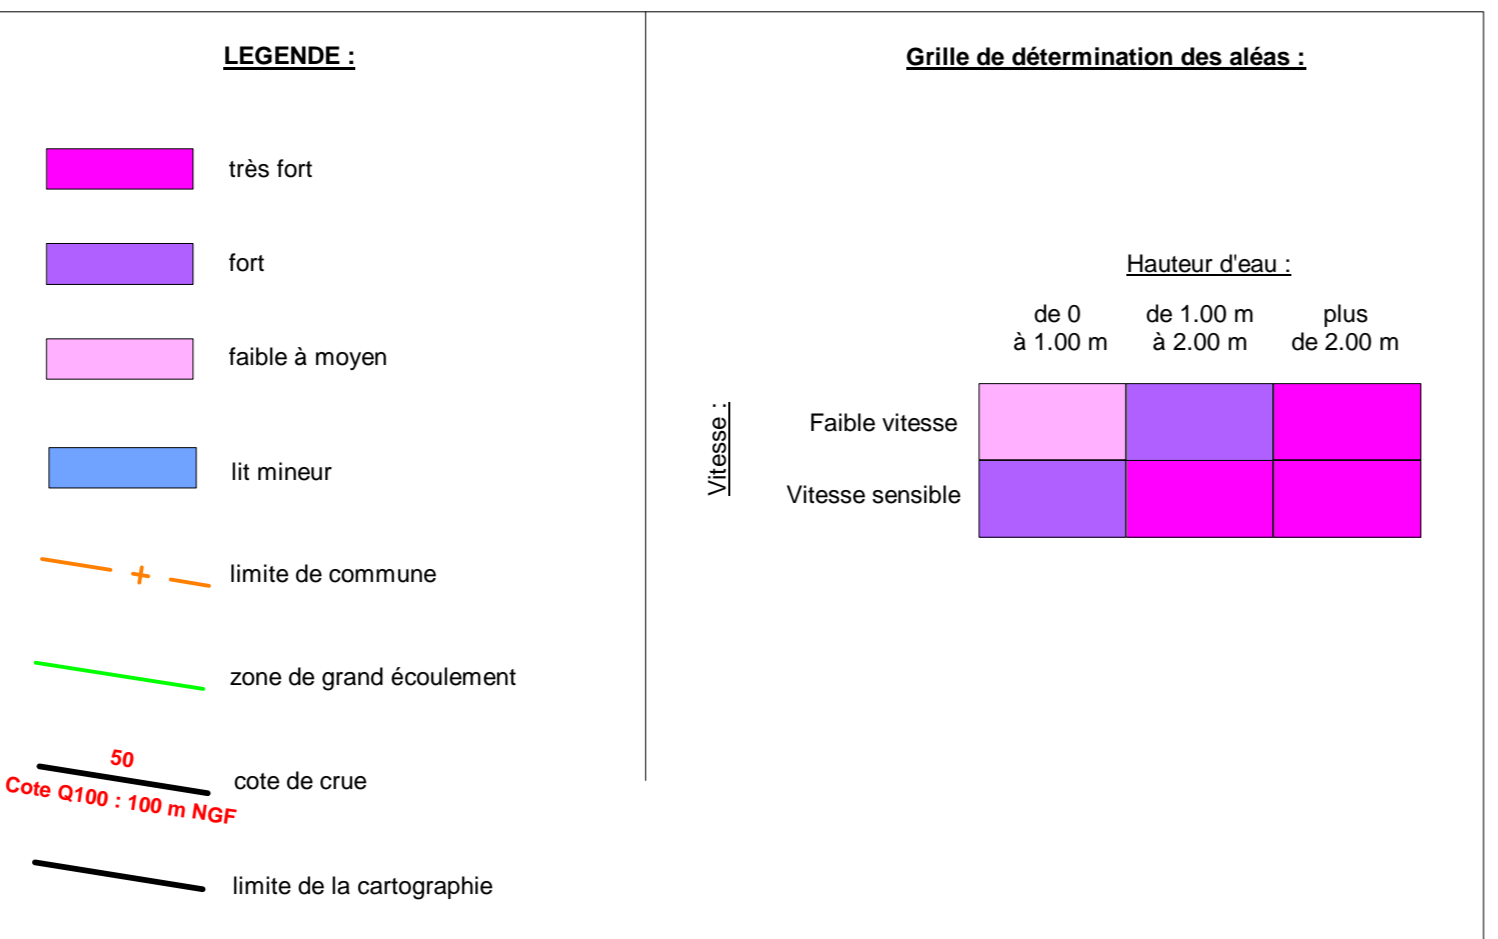 LEGENDE :
très fort
fort
faible à moyen
lit mineur
limite de commune
zone de grand écoulement
50
Cote Q100 : 100 m NGF
cote de crue
limite de la cartographie
Grille de détermination des aléas :
Hauteur d'eau :
de 0
à 1.00 m
de 1.00 m
à 2.00 m
plus
de 2.00 m
Vitesse :
Faible vitesse
Vitesse sensible